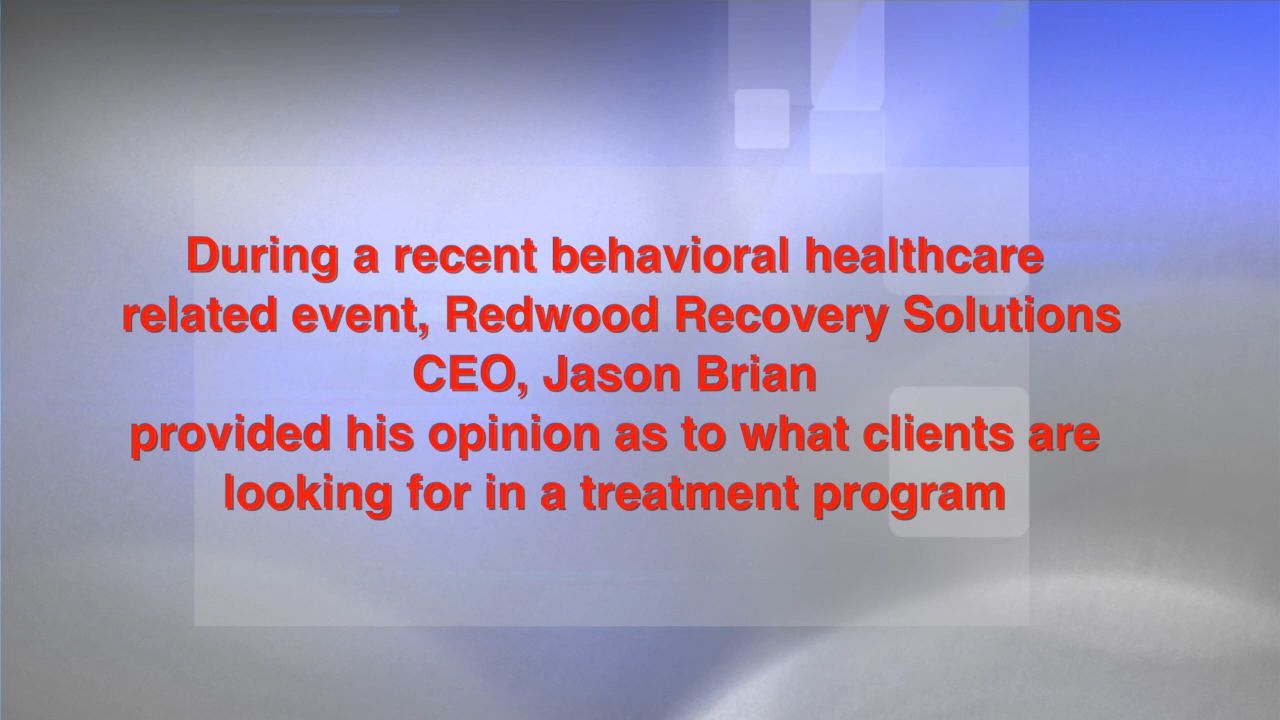 During a recent behavioral healthcare
related event, Redwood Recovery Solutions
CEO, Jason Brian
provided his opinion as to what clients are
looking for in a treatment program